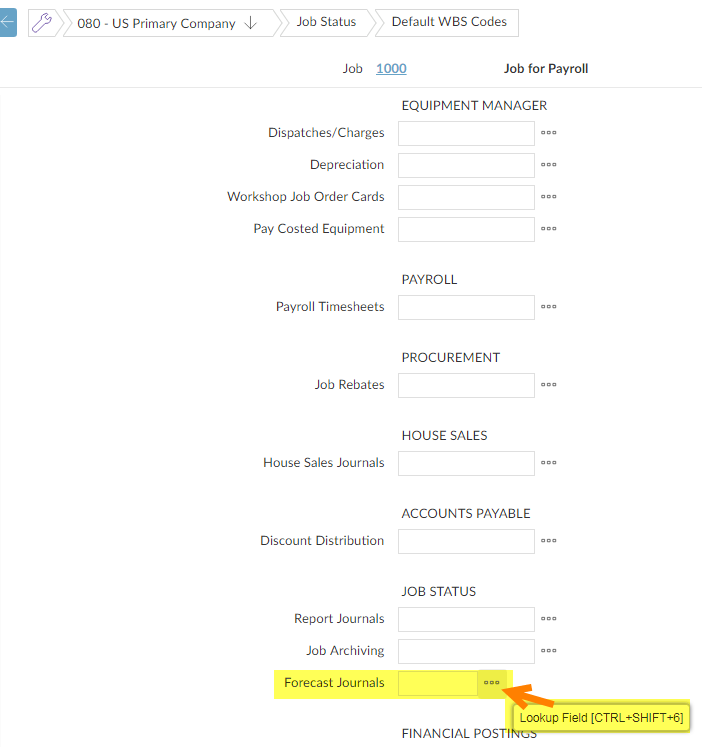 080 - US Primary Company Job Status Default WBS Codes
Job 1000 Job for Payroll
EQUIPMENT MANAGER
Dispatches/Charges
Depreciation
Workshop Job Order Cards
Pay Costed Equipment
PAYROLL
Payroll Timesheets
PROCUREMENT
Job Rebates
HOUSE SALES
House Sales Journals
ACCOUNTS PAYABLE
Discount Distribution
JOB STATUS
Report Journals
Job Archiving
Forecast Journals
Lookup Field [CTRL+SHIFT+6]
FINANCIAL POSTINGS